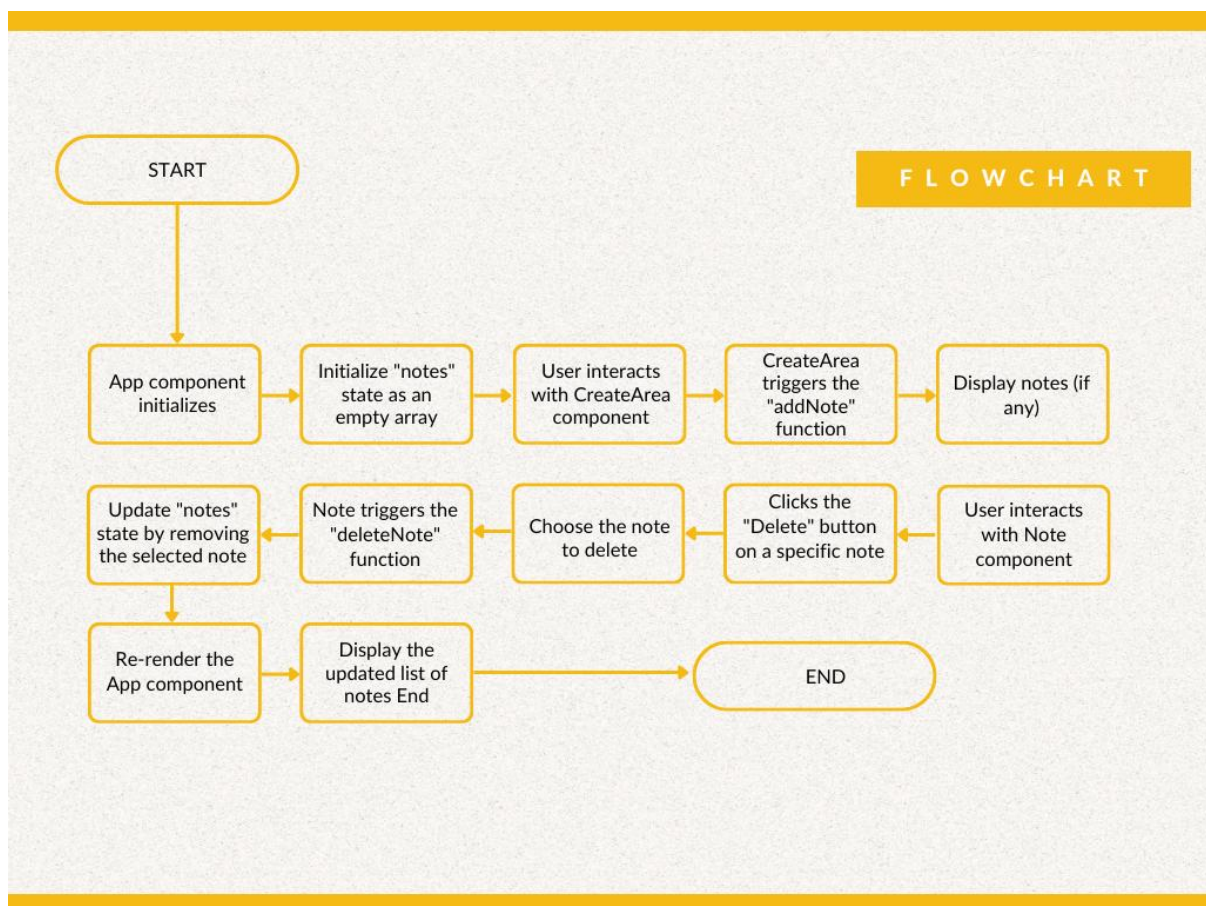 START
FLOWCHART
App component
initializes
Initialize "notes"
state as an
empty array
User interacts
with CreateArea
component
CreateArea
triggers the
"addNote"
function
Display notes (if
any)
User interacts
with Note
component
Clicks the
"Delete" button
on a specific note
Choose the note
to delete
Note triggers the
"deleteNote"
function
Update "notes"
state by removing
the selected note
Re-render the
App component
Display the
updated list of
notes End
END